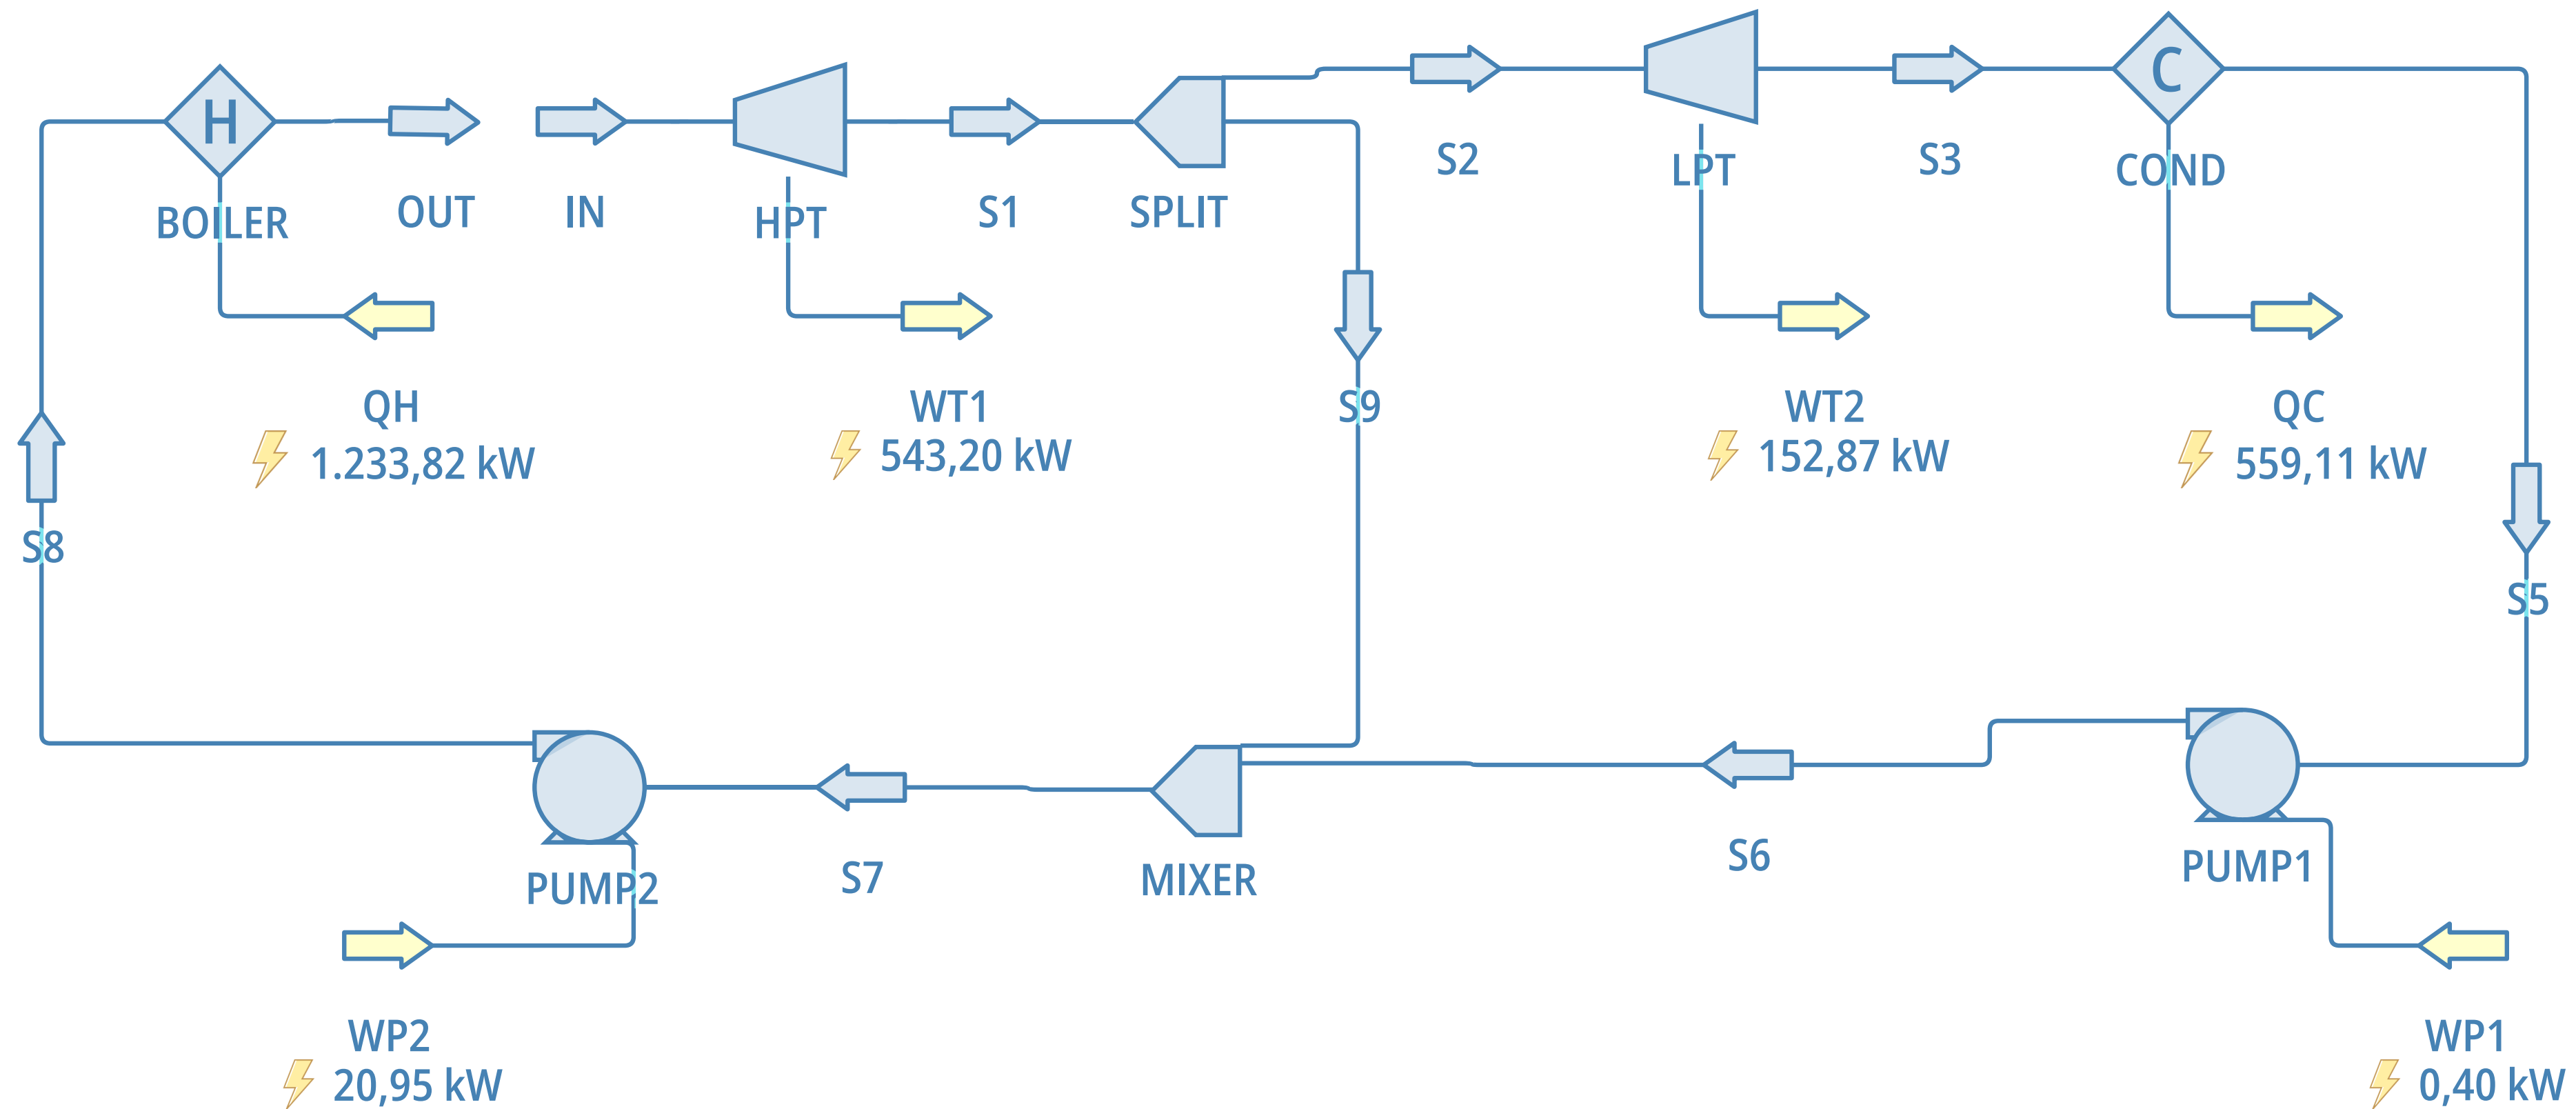 H
C
S2
LPT
S3
COND
BOILER
OUT
IN
HPT
S1
SPLIT
QH
1.233,82 kW
WT1
543,20 kW
S9
WT2
152,87 kW
QC
559,11 kW
S8
S5
PUMP2
S7
MIXER
S6
PUMP1
WP2
20,95 kW
WP1
0,40 kW